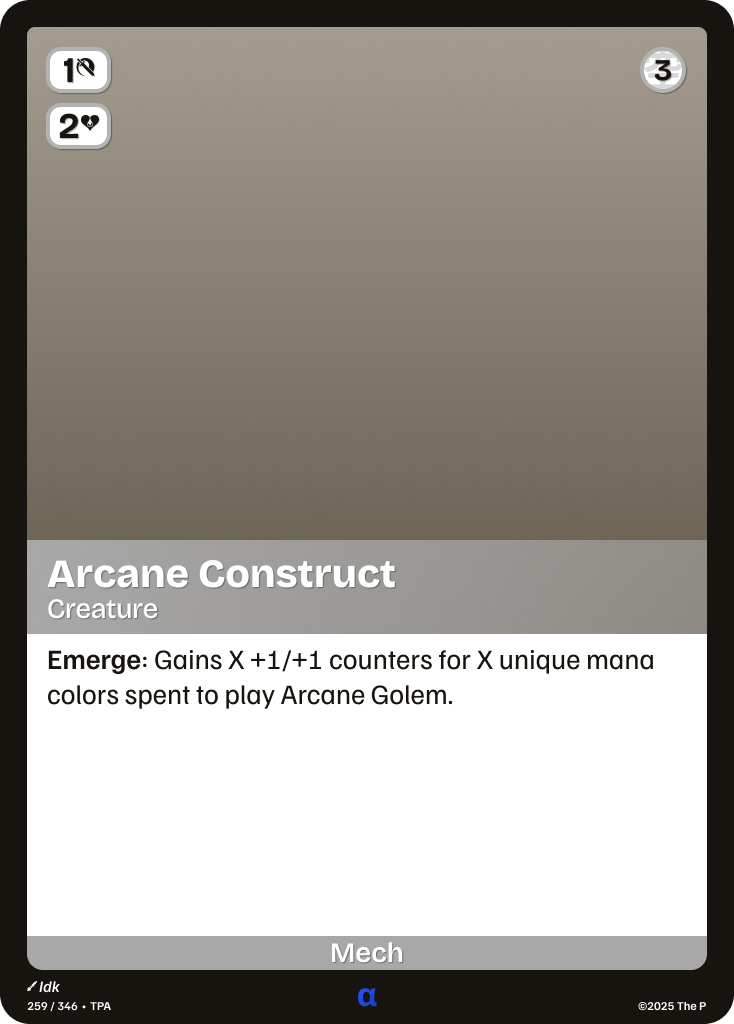 1
3
2
Arcane Construct
Creature
Emerge: Gains X +1/+1 counters for X unique mana
colors spent to play Arcane Golem.
Mech
Idk
259 / 346 • TPA
α
©2025 The P